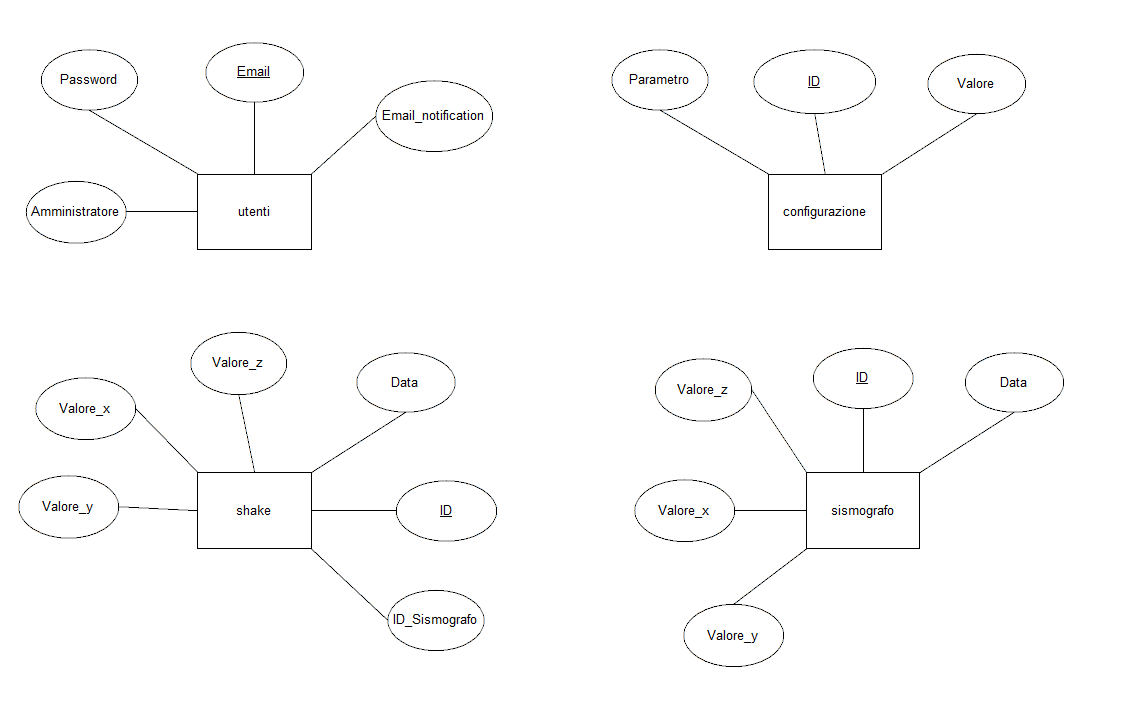 Password
Email
Email_notification
Amministratore
utenti
Parametro
ID
Valore
configurazione
Valore_z
Data
Valore_x
Valore_y
shake
ID
ID_Sismografo
Valore_z
ID
Data
Valore_x
sismografo
Valore_y